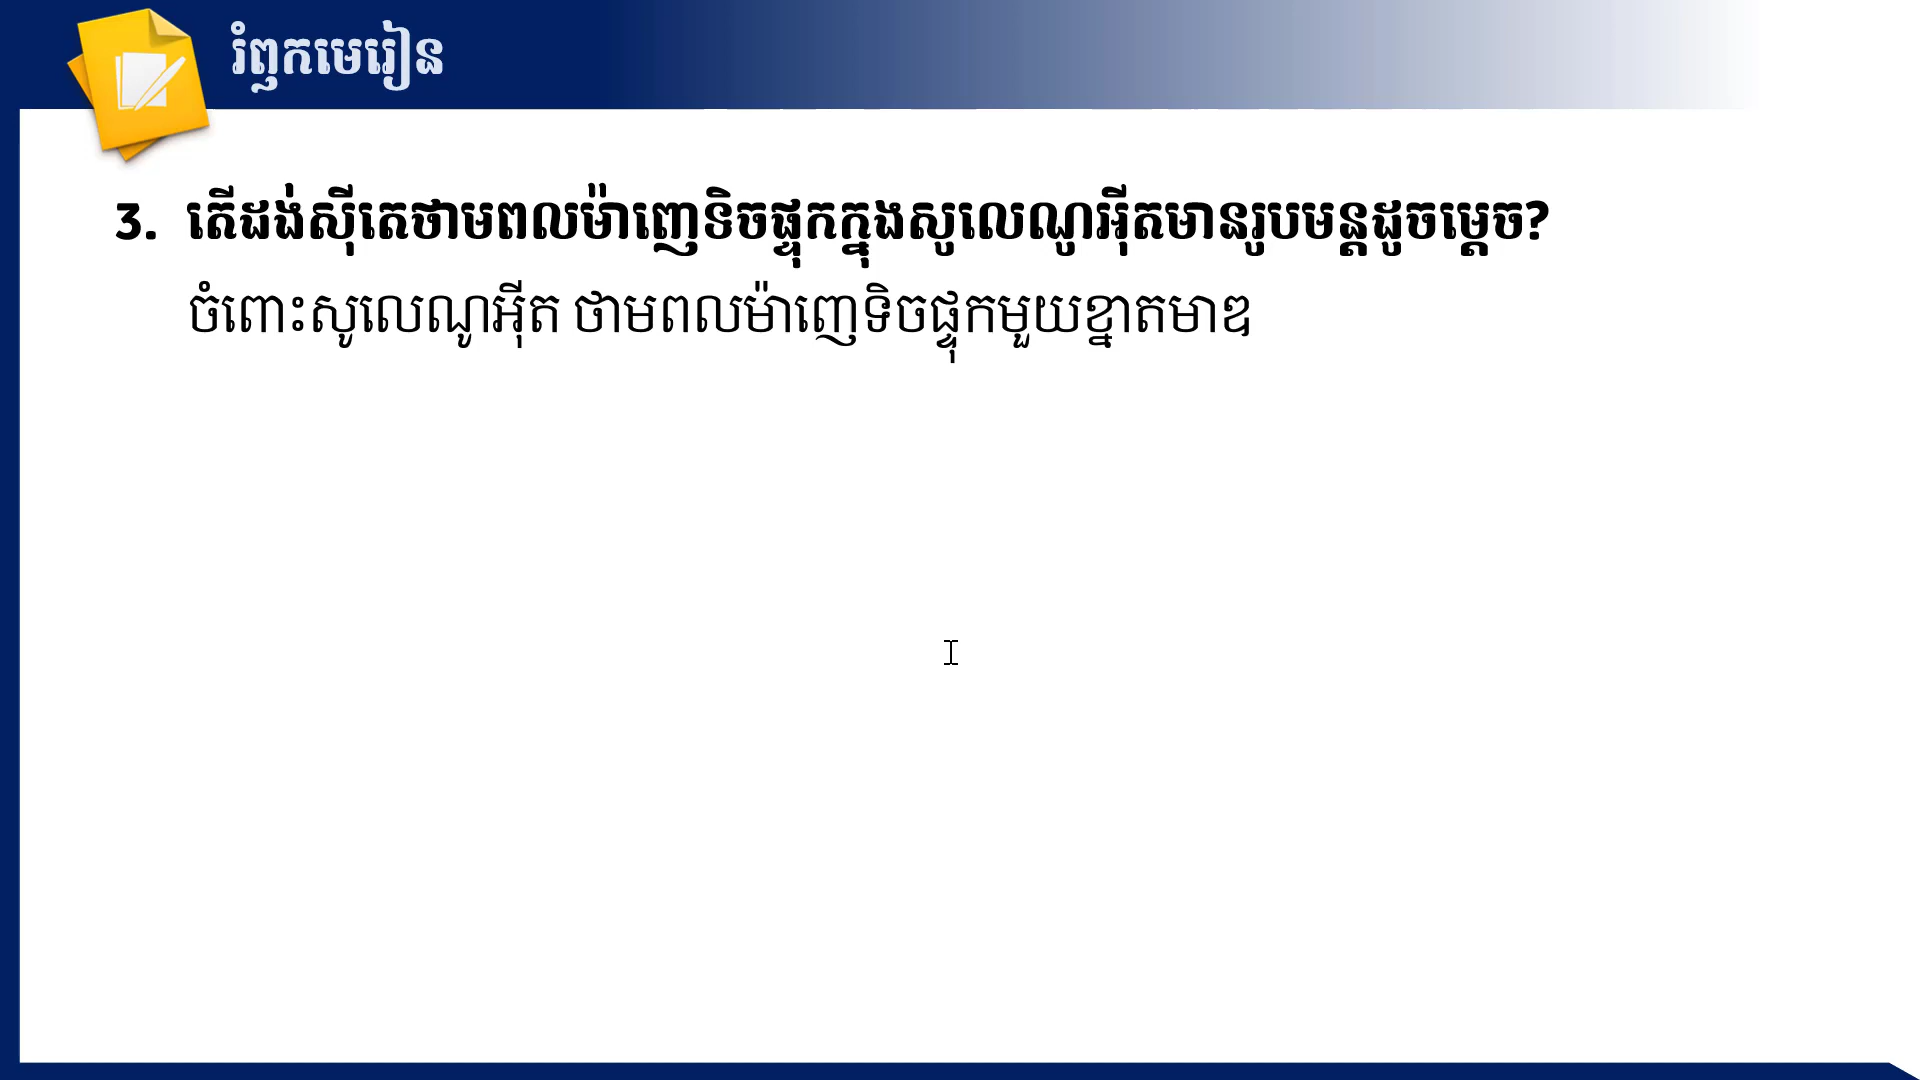 រំឭកមេរៀន
3. តើដង់ស៊ីតេថាមពលម៉ាញេទិចផ្ទុកក្នុងសូលេណូអ៊ីតមានរូបមន្តដូចម្តេច?
ចំពោះសូលេណូអ៊ីត ថាមពលម៉ាញេទិចផ្ទុកមួយខ្នាតមាឌ